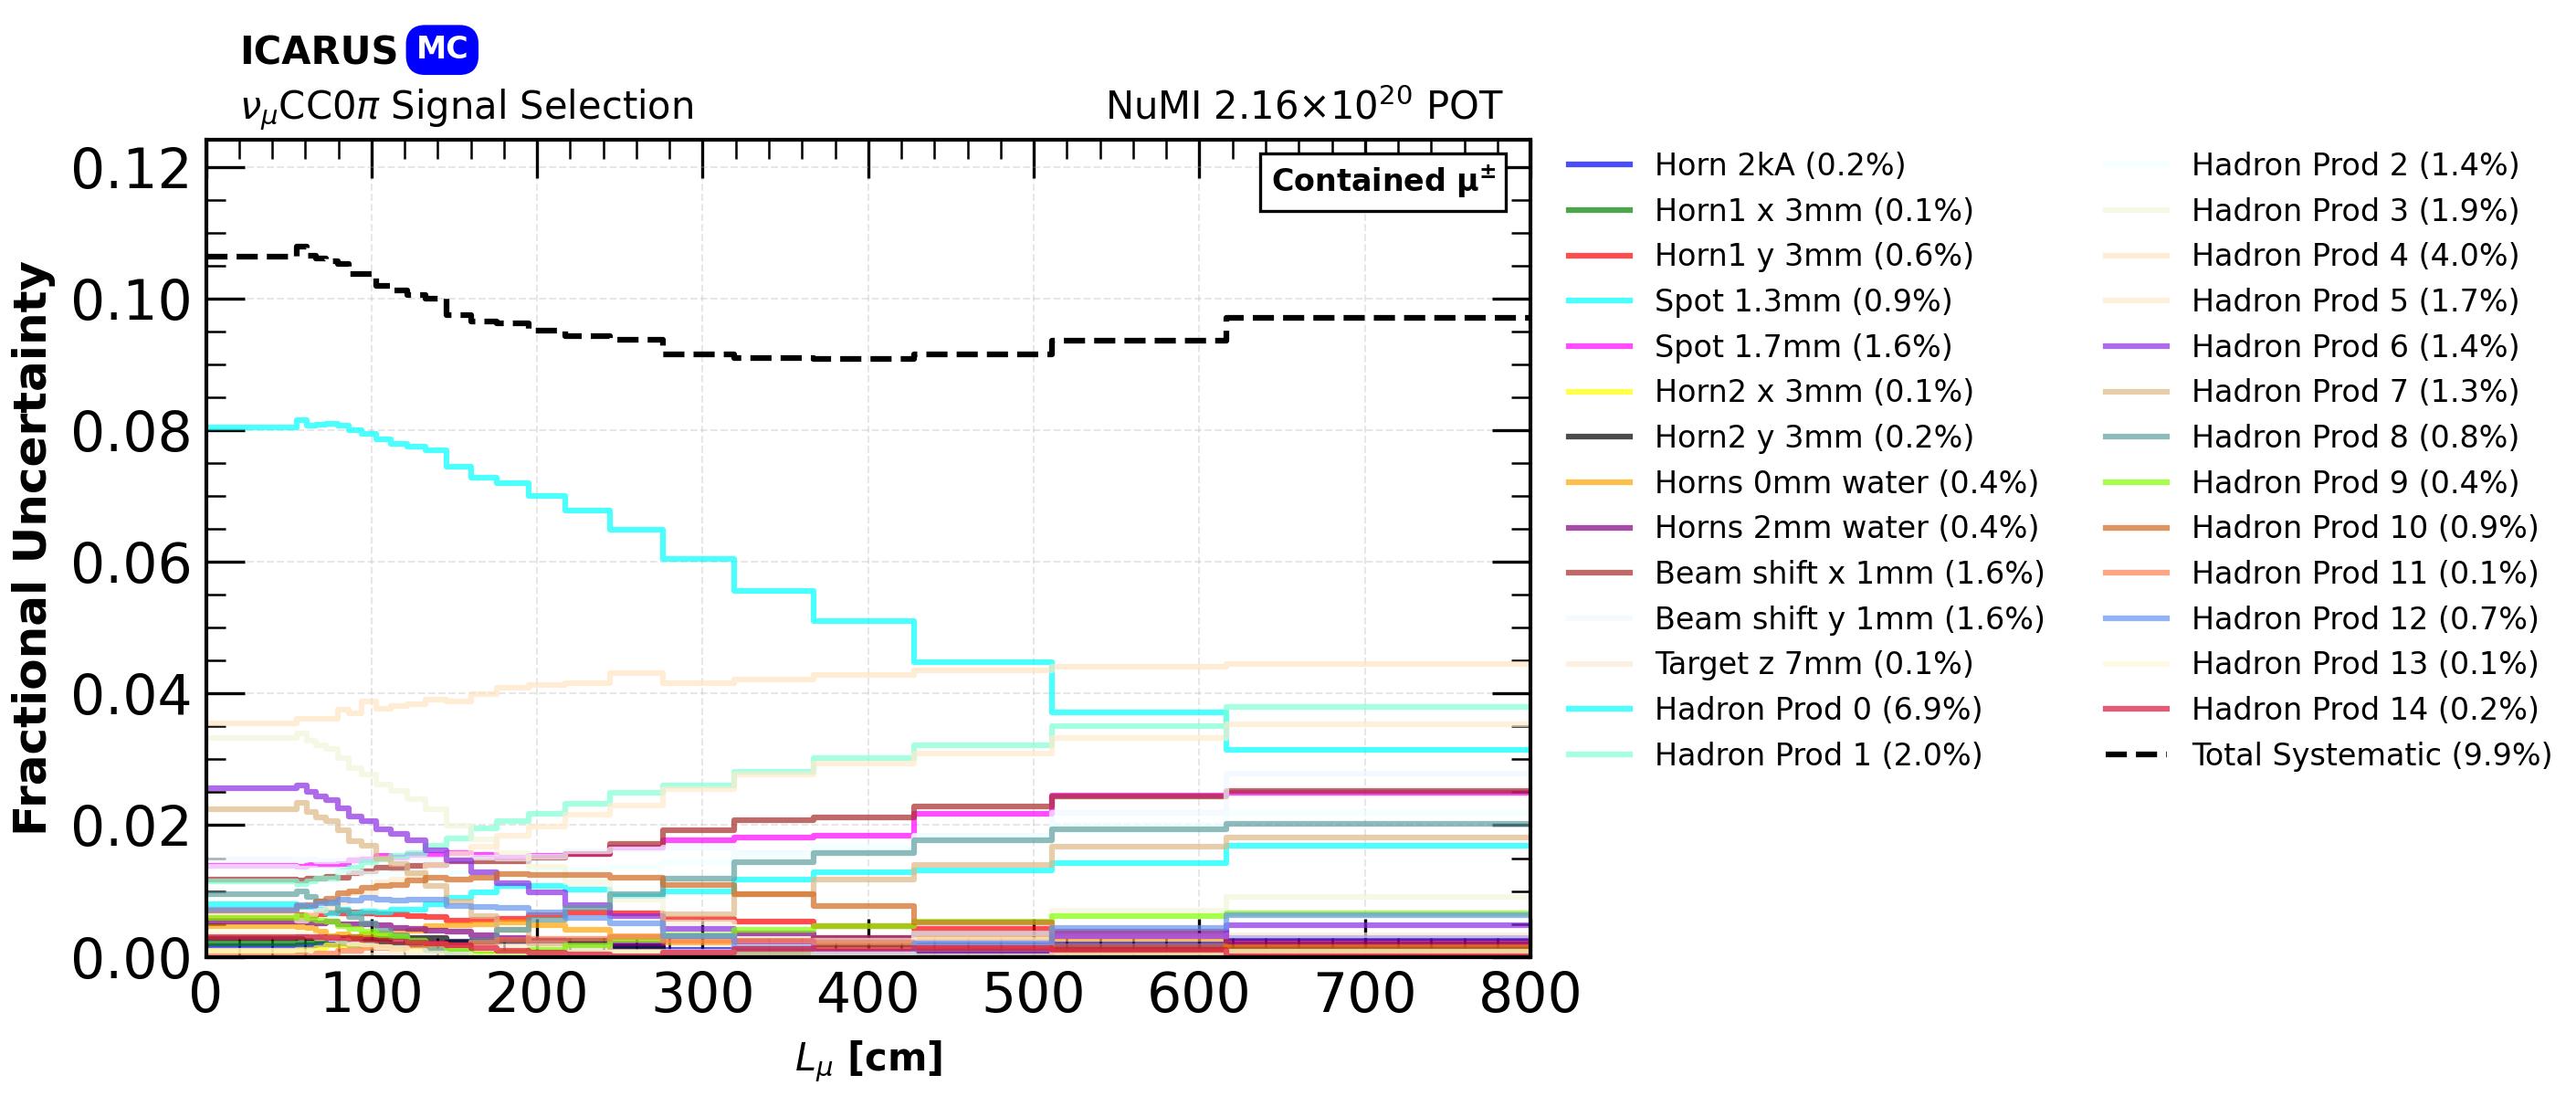 ICARUS MC
νμCC0π Signal Selection
NuMI 2.16×10²⁰ POT
Contained μ±
Fractional Uncertainty
0.12
0.10
0.08
0.06
0.04
0.02
0.00
0 100 200 300 400 500 600 700 800
Lμ [cm]
Horn 2kA (0.2%)
Horn1 x 3mm (0.1%)
Horn1 y 3mm (0.6%)
Spot 1.3mm (0.9%)
Spot 1.7mm (1.6%)
Horn2 x 3mm (0.1%)
Horn2 y 3mm (0.2%)
Horns 0mm water (0.4%)
Horns 2mm water (0.4%)
Beam shift x 1mm (1.6%)
Beam shift y 1mm (1.6%)
Target z 7mm (0.1%)
Hadron Prod 0 (6.9%)
Hadron Prod 1 (2.0%)
Hadron Prod 2 (1.4%)
Hadron Prod 3 (1.9%)
Hadron Prod 4 (4.0%)
Hadron Prod 5 (1.7%)
Hadron Prod 6 (1.4%)
Hadron Prod 7 (1.3%)
Hadron Prod 8 (0.8%)
Hadron Prod 9 (0.4%)
Hadron Prod 10 (0.9%)
Hadron Prod 11 (0.1%)
Hadron Prod 12 (0.7%)
Hadron Prod 13 (0.1%)
Hadron Prod 14 (0.2%)
Total Systematic (9.9%)